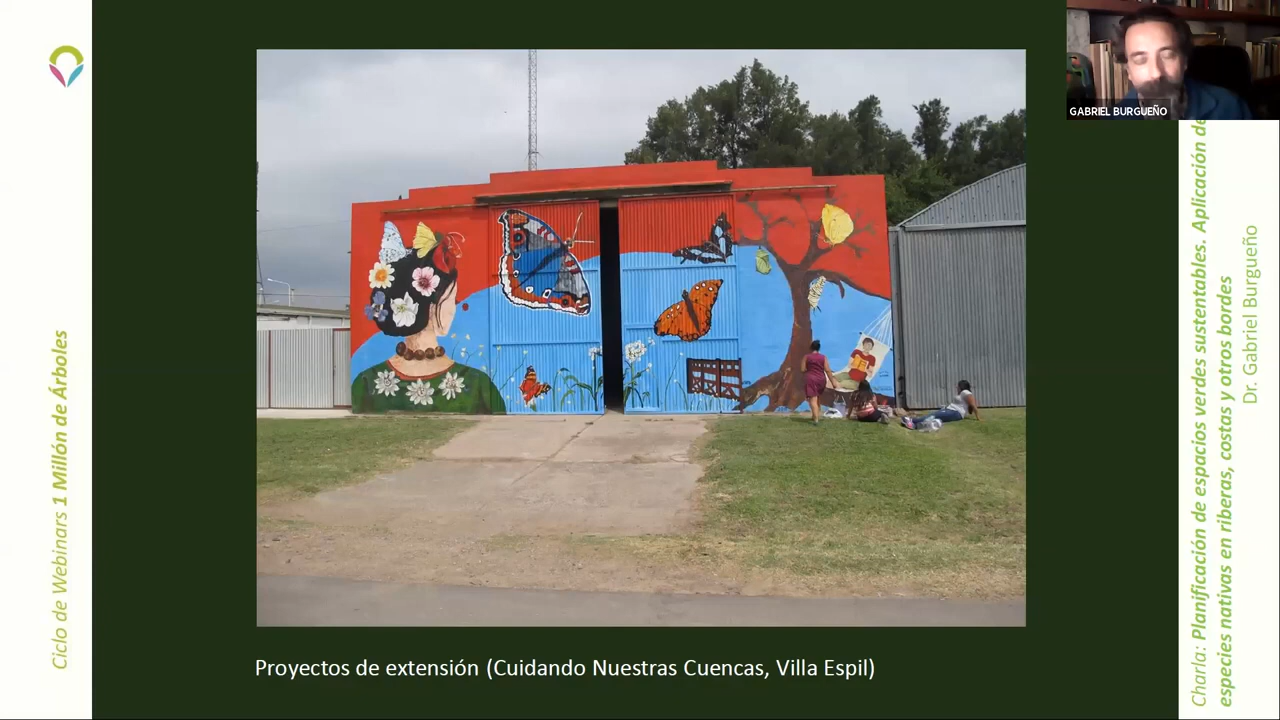 GABRIEL BURGUEÑO
Ciclo de Webinars 1 Millón de Árboles
Proyectos de extensión (Cuidando Nuestras Cuencas, Villa Espil)
Charla: Planificación de espacios verdes sustentables. Aplicación de
especies nativas en riberas, costas y otros bordes
Dr. Gabriel Burgueño